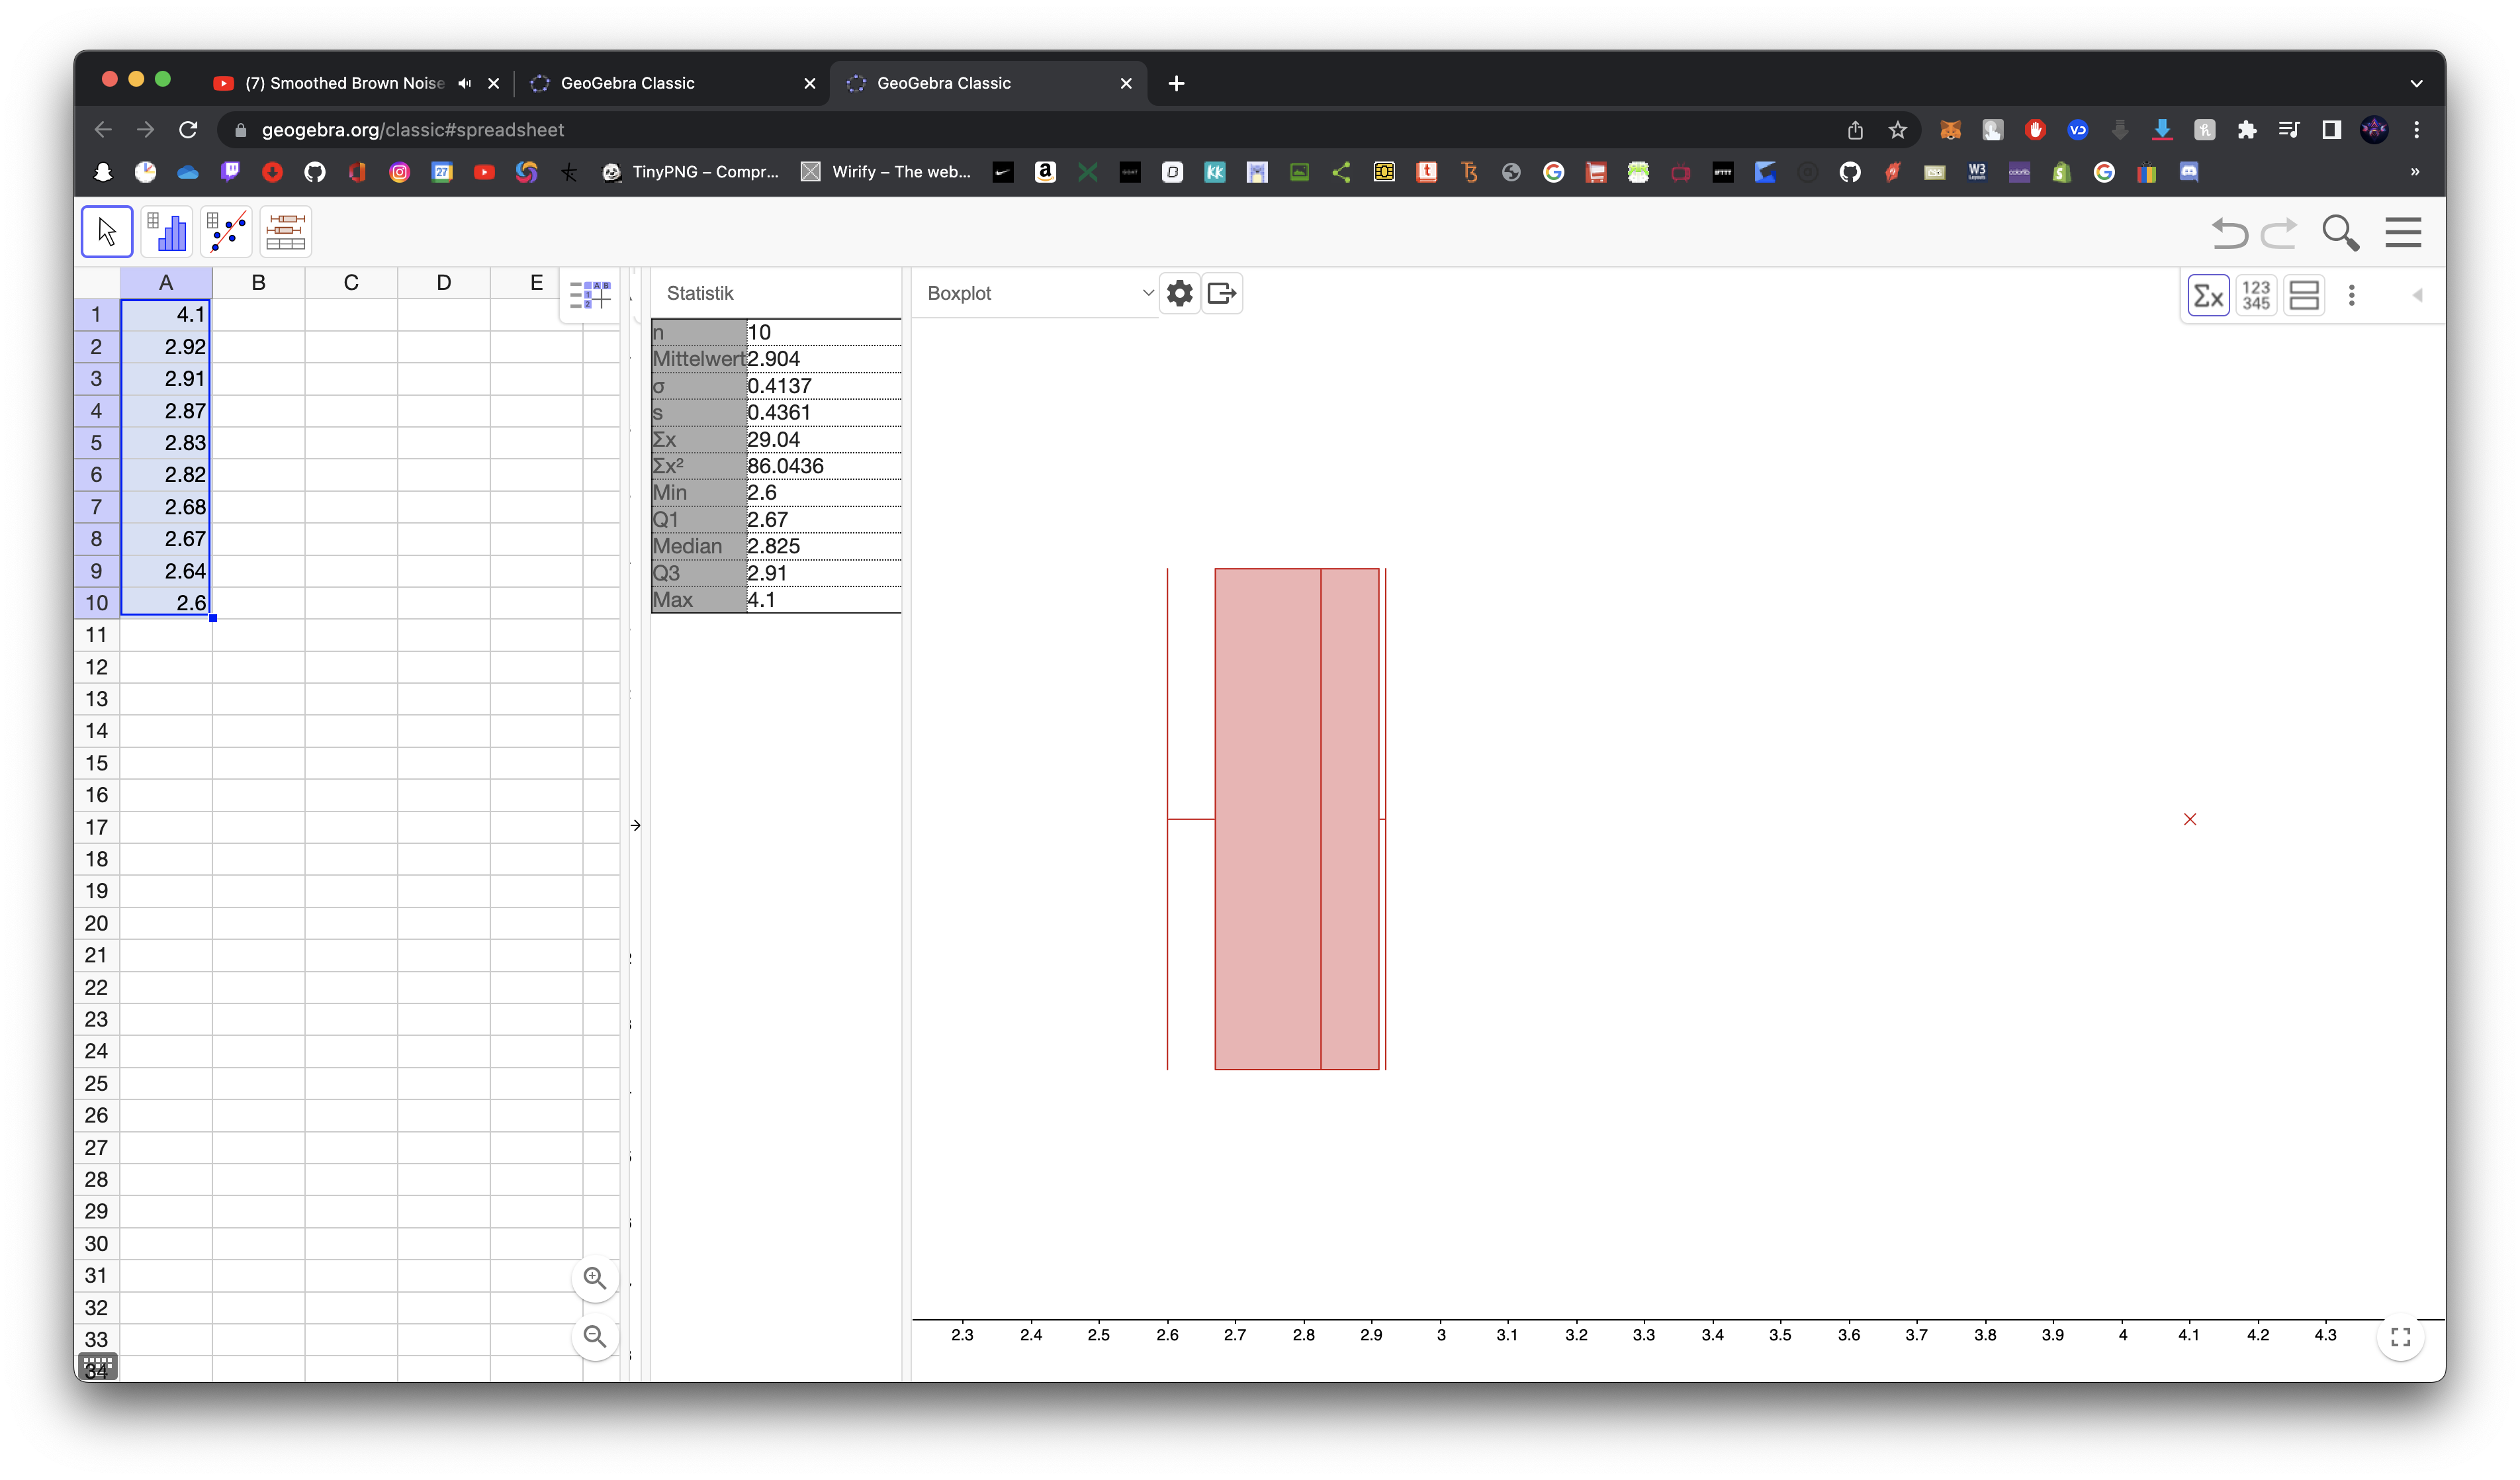 (7) Smoothed Brown Noise
GeoGebra Classic
GeoGebra Classic
geogebra.org/classic#spreadsheet
27
TinyPNG – Compr...
Wirify – The web...
KK
IFTTT
W3
»
A B C D E
1 4.1
2 2.92
3 2.91
4 2.87
5 2.83
6 2.82
7 2.68
8 2.67
9 2.64
10 2.6
11
12
13
14
15
16
17
18
19
20
21
22
23
24
25
26
27
28
29
30
31
32
33
34
Statistik
n 10
Mittelwert 2.904
σ 0.4137
s 0.4361
Σx 29.04
Σx² 86.0436
Min 2.6
Q1 2.67
Median 2.825
Q3 2.91
Max 4.1
Boxplot
Σx
123
345
2.3 2.4 2.5 2.6 2.7 2.8 2.9 3 3.1 3.2 3.3 3.4 3.5 3.6 3.7 3.8 3.9 4 4.1 4.2 4.3